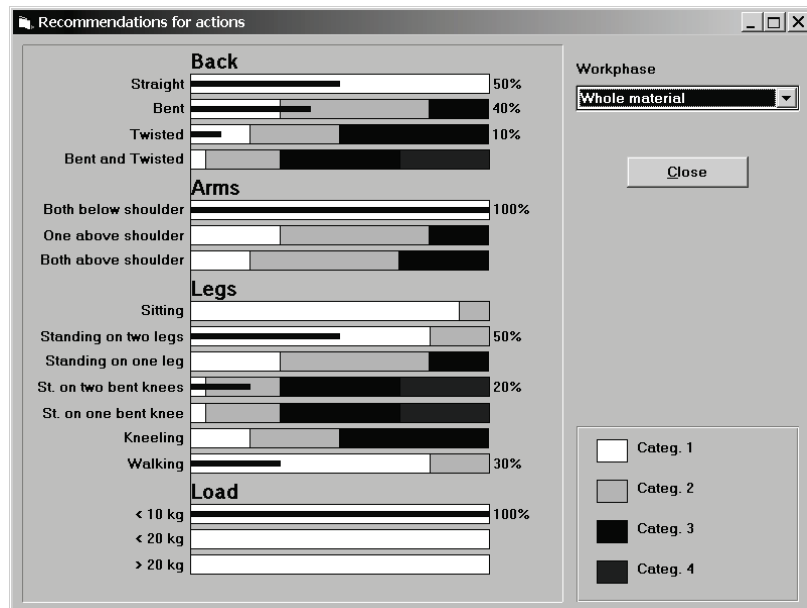 Recommendations for actions
Back
Straight 50%
Bent 40%
Twisted 10%
Bent and Twisted
Arms
Both below shoulder 100%
One above shoulder
Both above shoulder
Legs
Sitting
Standing on two legs 50%
Standing on one leg
St. on two bent knees 20%
St. on one bent knee
Kneeling
Walking 30%
Load
< 10 kg 100%
< 20 kg
> 20 kg
Workphase
Whole material
Close
Categ. 1
Categ. 2
Categ. 3
Categ. 4